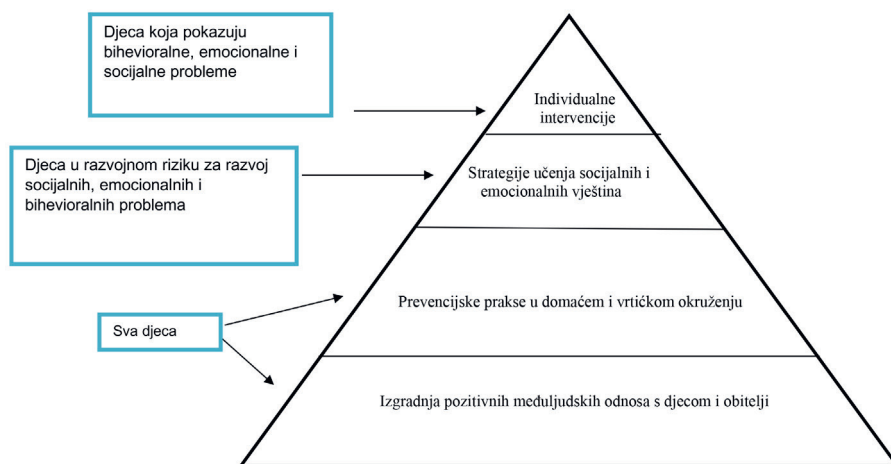 Djeca koja pokazuju
bihevioralne, emocionalne i
socijalne probleme
Individualne
intervencije
Djeca u razvojnom riziku za razvoj
socijalnih, emocionalnih i
bihevioralnih problema
Strategije učenja socijalnih i
emocionalnih vještina
Prevencijske prakse u domaćem i vrtićkom okruženju
Sva djeca
Izgradnja pozitivnih međuljudskih odnosa s djecom i obitelji